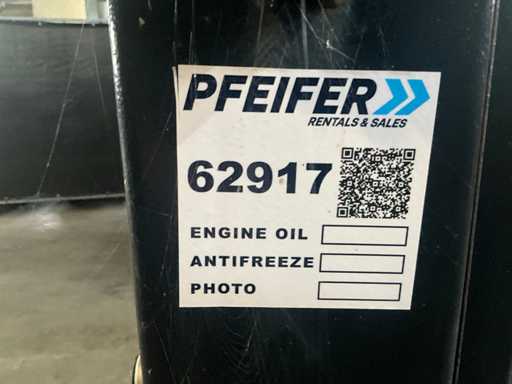 PFEIFER
RENTALS & SALES
62917
ENGINE OIL
ANTIFREEZE
PHOTO